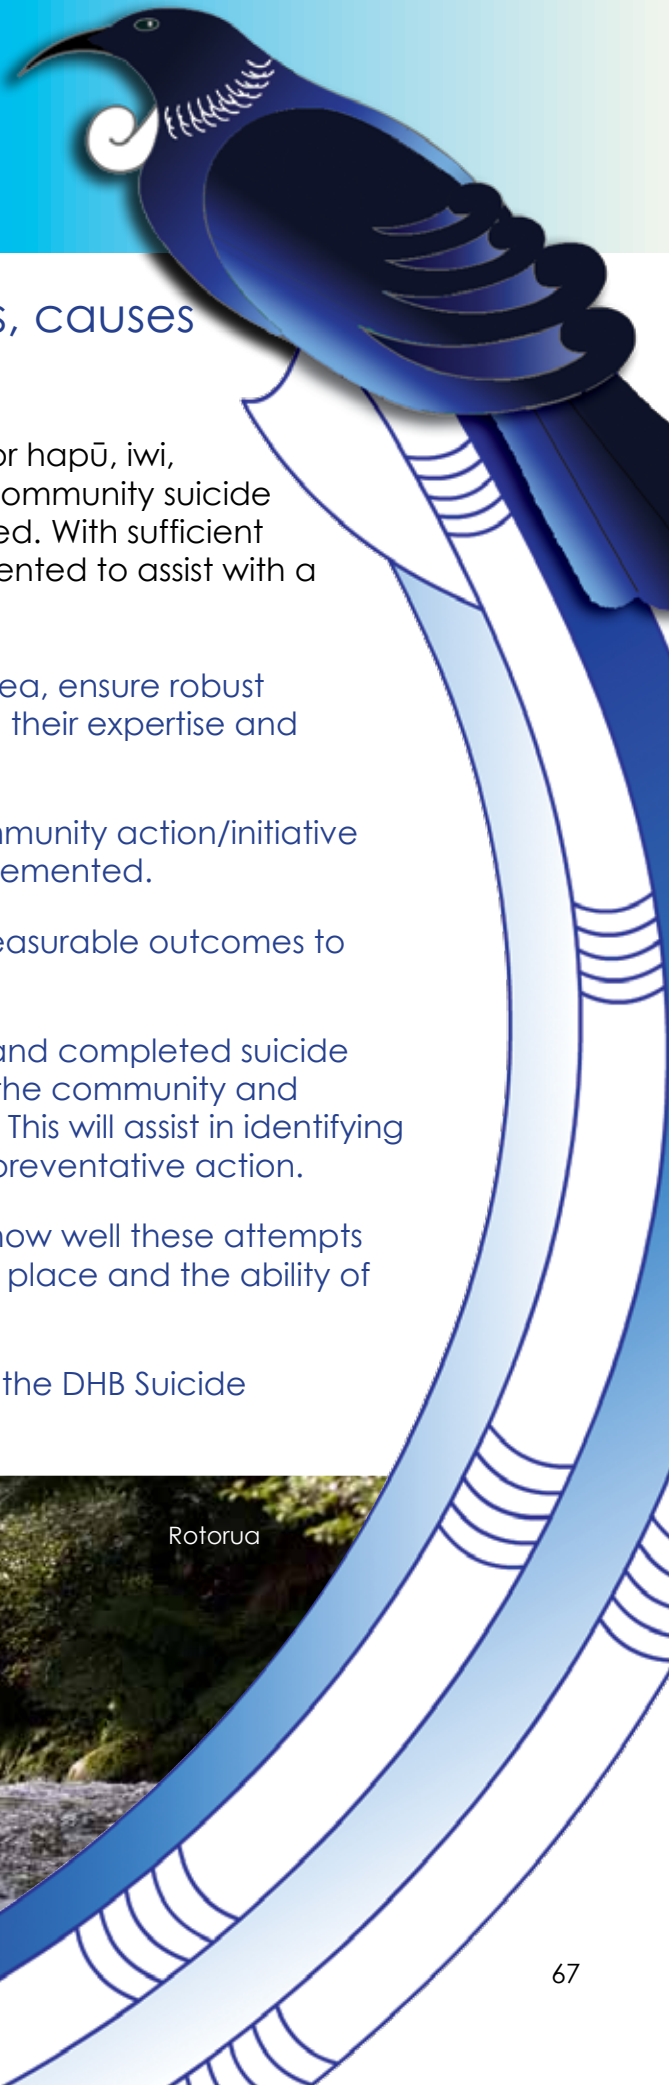 s, causes
or hapū, iwi,
ommunity suicide
ed. With sufficient
ented to assist with a
ea, ensure robust
their expertise and
mmunity action/initiative
emented.
easurable outcomes to
and completed suicide
the community and
This will assist in identifying
preventative action.
how well these attempts
place and the ability of
the DHB Suicide
Rotorua
67